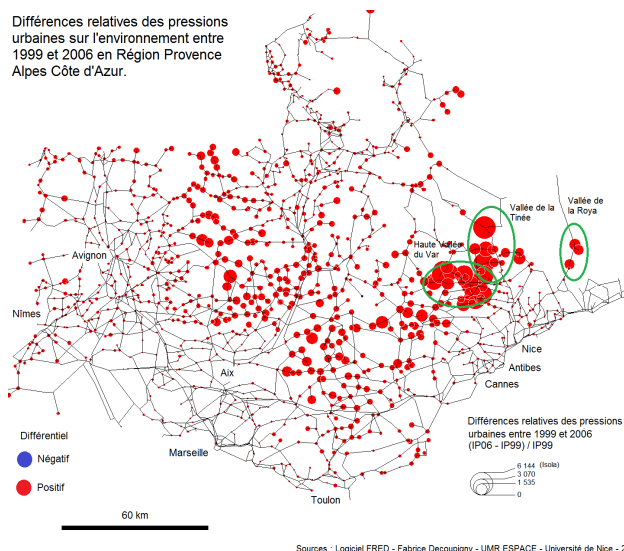 Différences relatives des pressions
urbaines sur l'environnement entre
1999 et 2006 en Région Provence
Alpes Côte d'Azur.
Vallée de la
Tinée
Vallée de
la Roya
Haute Vallée
du Var
Avignon
Nîmes
Nice
Antibes
Cannes
Aix
Marseille
Toulon
Différentiel
Négatif
Positif
60 km
Différences relatives des pressions
urbaines entre 1999 et 2006
(IP06 - IP99) / IP99
6 144 (Isola)
3 070
1 535
0
Sources : Logiciel FRED - Fabrice Decoupigny - UMR ESPACE - Université de Nice - 2